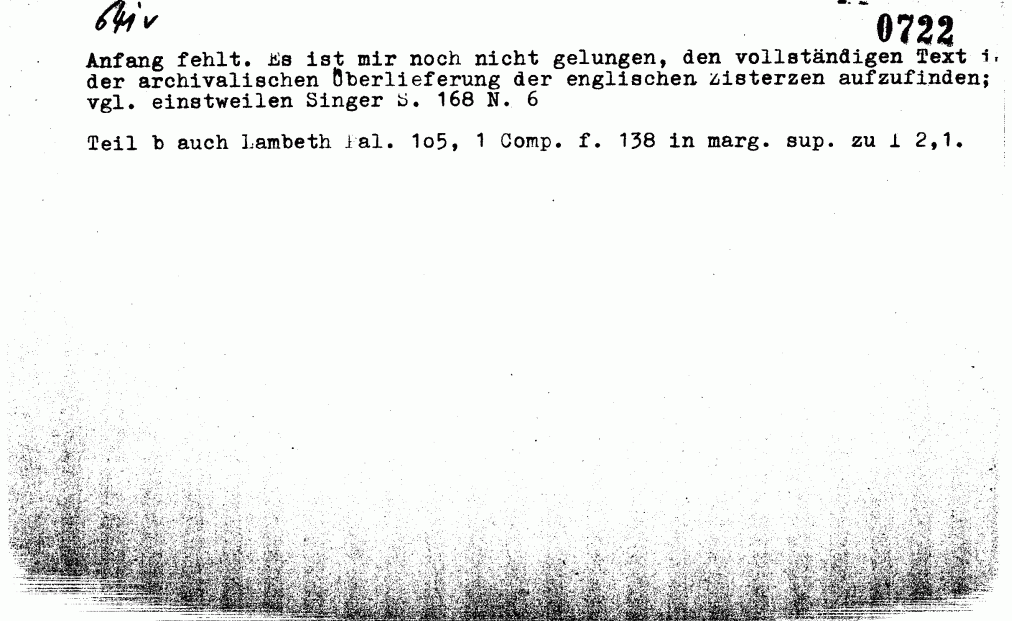 0722
Anfang fehlt. Es ist mir noch nicht gelungen, den vollständigen Text i.
der archivalischen Überlieferung der englischen Zisterzen aufzufinden;
vgl. einstweilen Singer S. 168 N. 6
Teil b auch Lambeth Pal. 1o5, 1 Comp. f. 138 in marg. sup. zu 1 2,1.